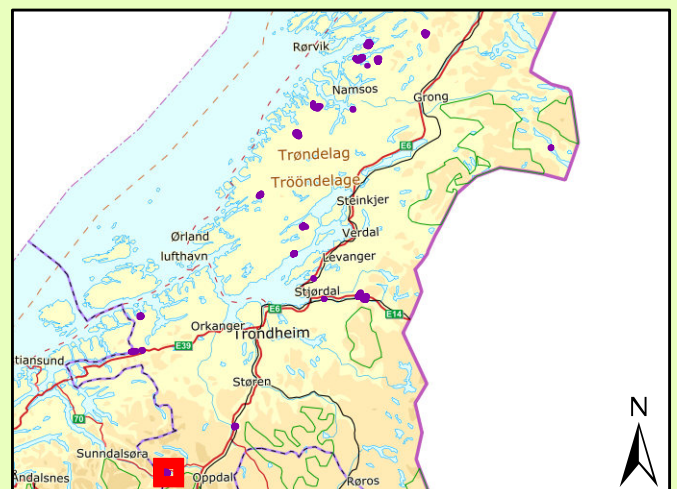 Rørvik
Namsos
Grong
E6
Trøndelag
Trööndelage
Steinkjer
Ørland
lufthavn
Verdal
Levanger
Stjørdal
E6
E14
Orkanger
Trondheim
E39
tiansund
Støren
70
N
Sunndalsøra
Åndalsnes
Oppdal
Røros